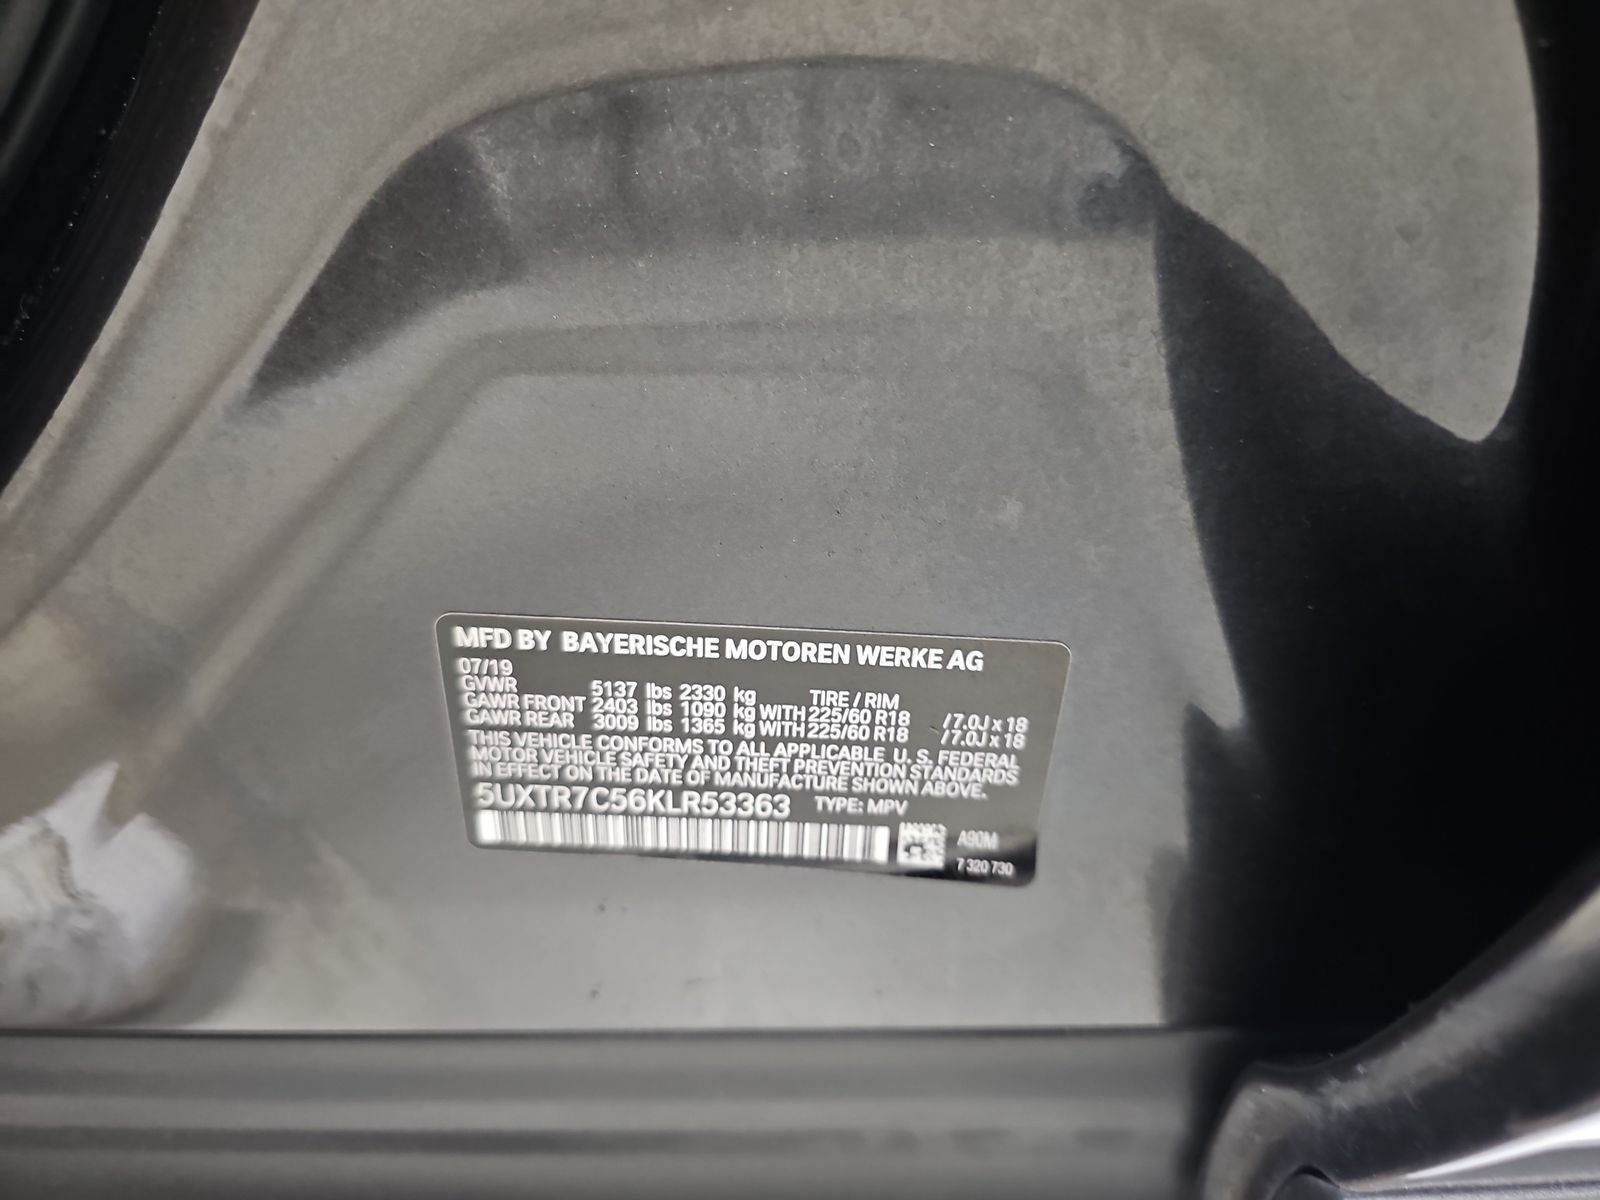 MFD BY BAYERISCHE MOTOREN WERKE AG
07/19
GVWR 5137 lbs 2330 kg TIRE / RIM
GAWR FRONT 2403 lbs 1090 kg WITH 225/60 R18 /7.0J x 18
GAWR REAR 3009 lbs 1365 kg WITH 225/60 R18 /7.0J x 18
THIS VEHICLE CONFORMS TO ALL APPLICABLE U. S. FEDERAL
MOTOR VEHICLE SAFETY AND THEFT PREVENTION STANDARDS
IN EFFECT ON THE DATE OF MANUFACTURE SHOWN ABOVE.
5UXTR7C56KLR53363 TYPE: MPV
A90M
7 320 730